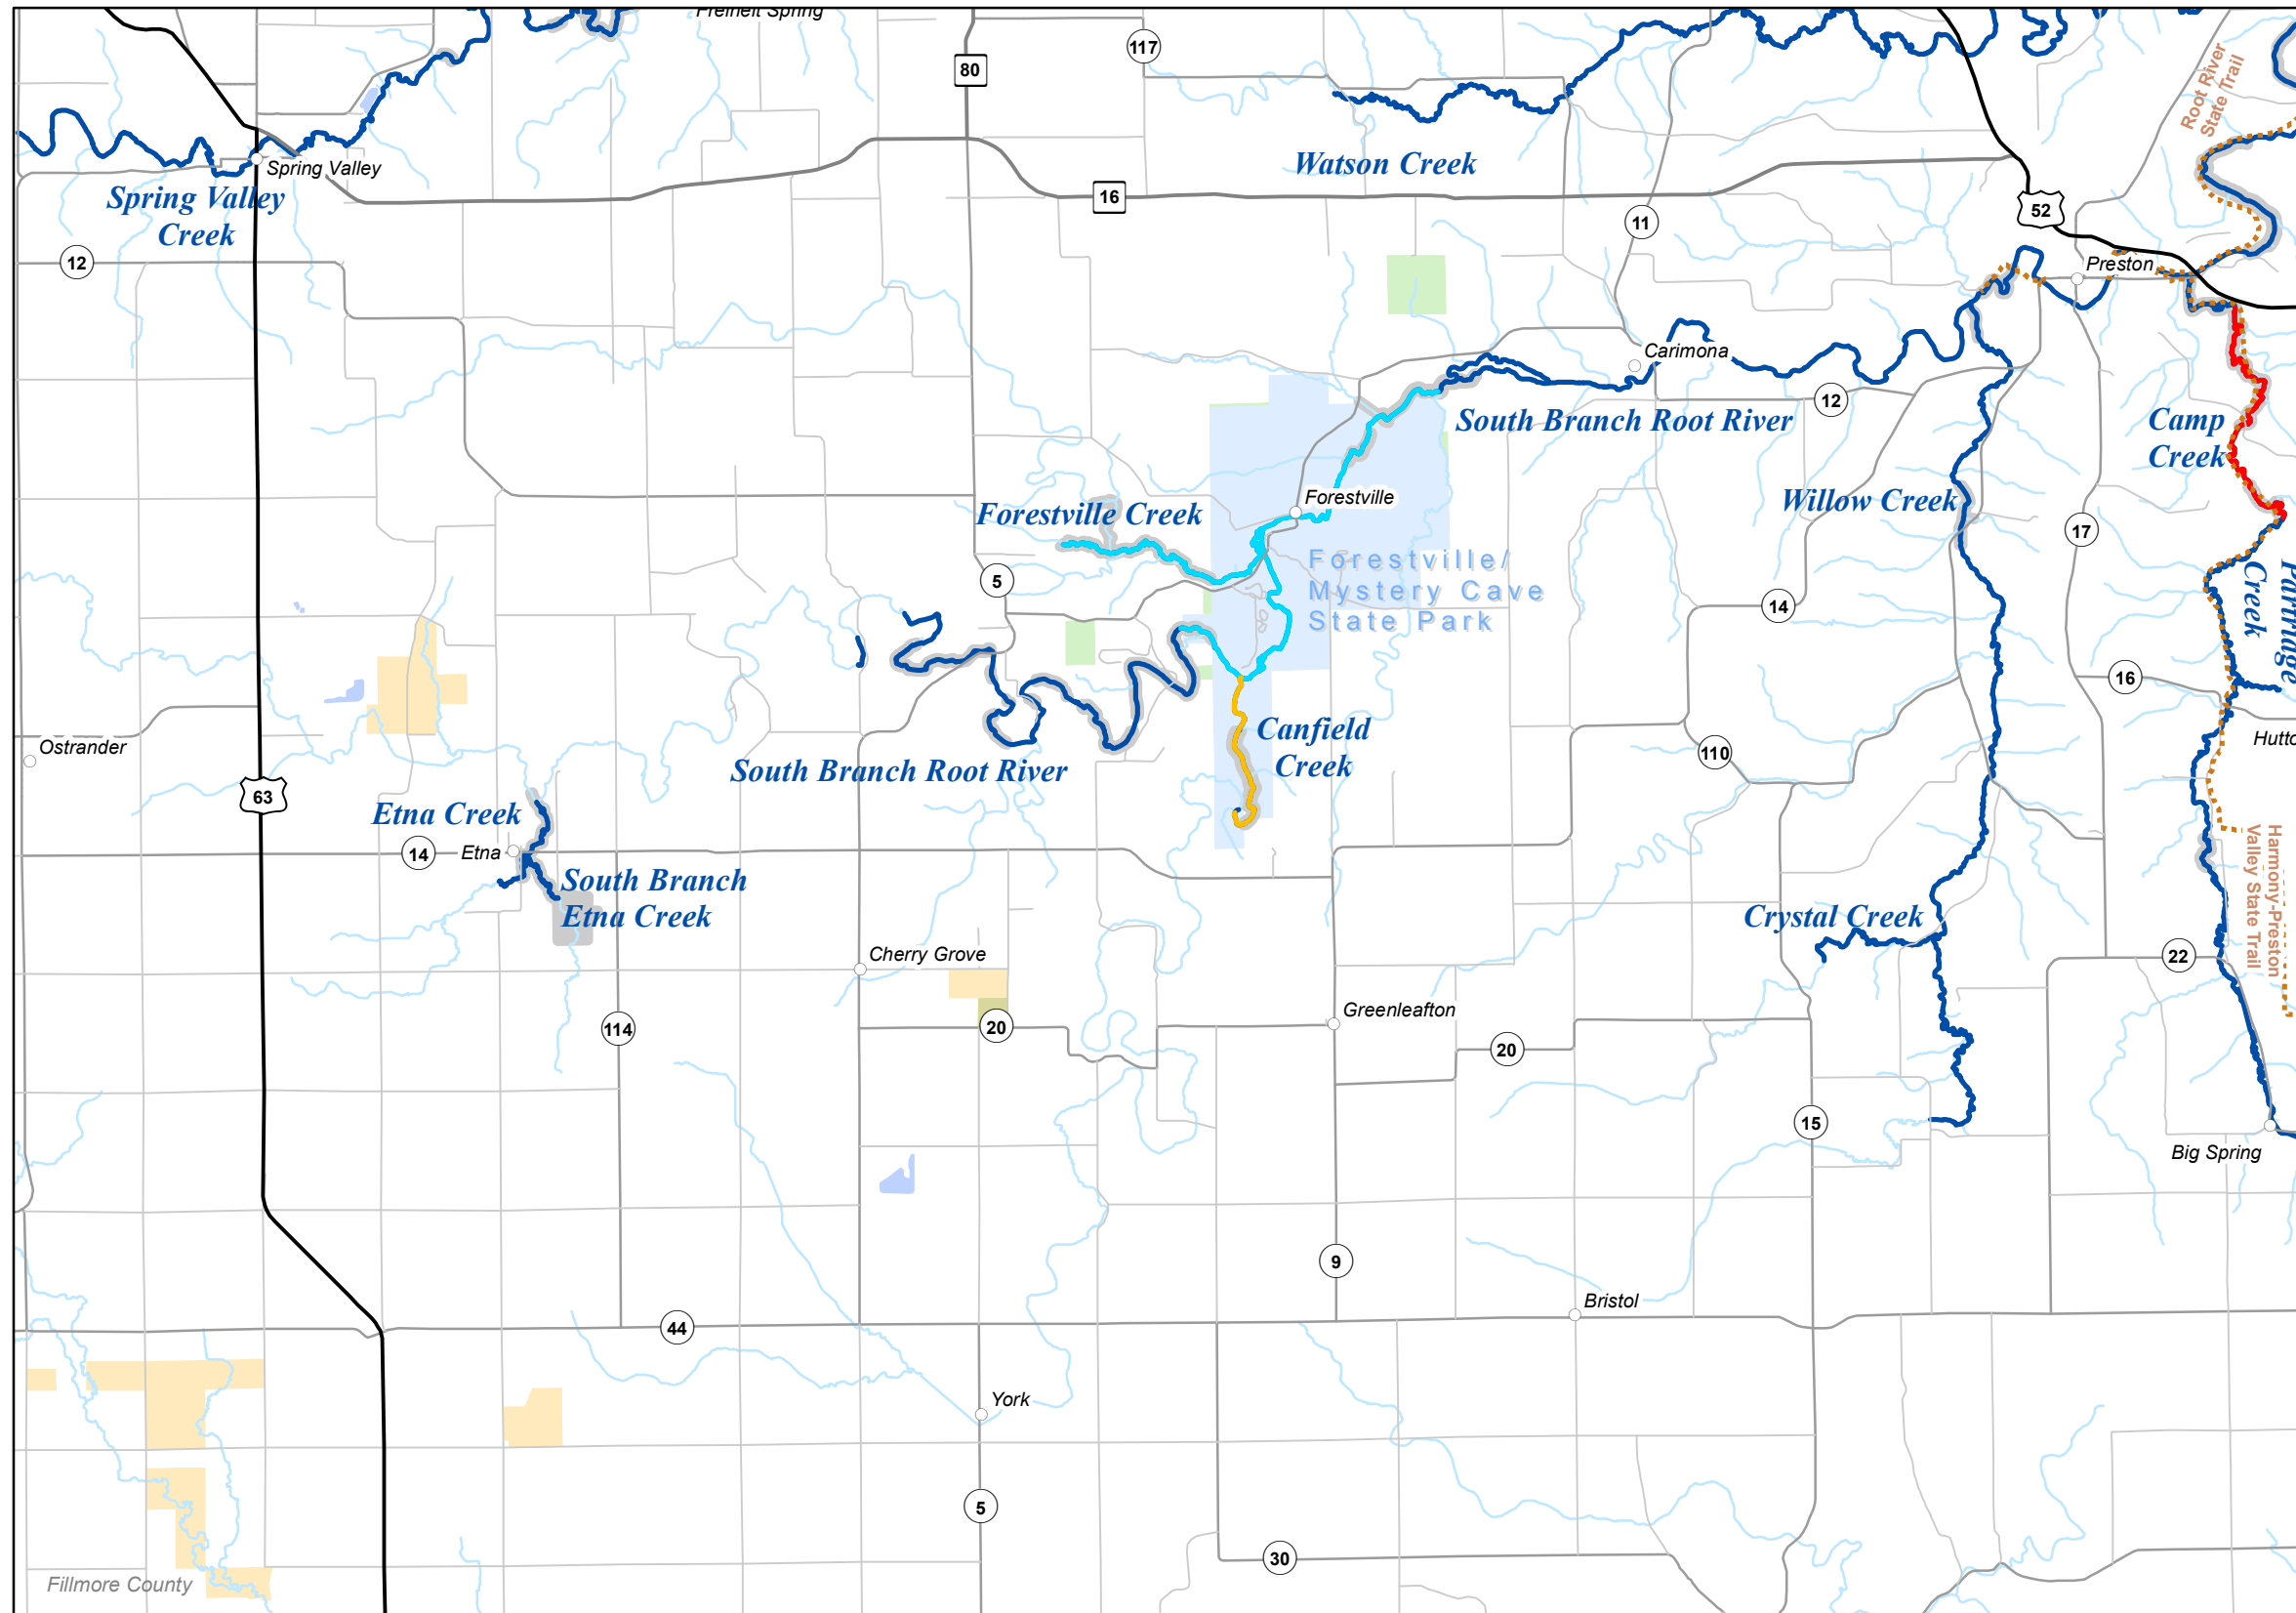 Freiheit Spring
117
80
Root River
State Trail
Spring Valley
Watson Creek
Spring Valley
Creek
16
52
11
12
Preston
Carimona
12
South Branch Root River
Camp
Creek
Forestville
Willow Creek
Forestville Creek
17
Forestville/
Mystery Cave
State Park
5
14
Partridge
Creek
16
Ostrander
Canfield
Creek
Hutto
110
South Branch Root River
63
Etna Creek
14
Etna
South Branch
Etna Creek
Harmony-Preston
Valley State Trail
Crystal Creek
Cherry Grove
22
Greenleafton
20
114
20
15
Big Spring
9
Bristol
44
York
5
30
Fillmore County